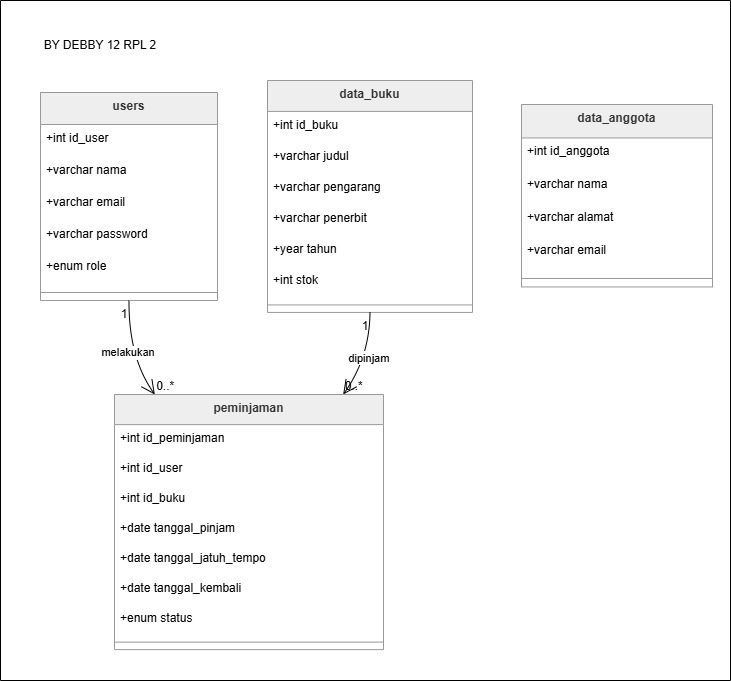 BY DEBBY 12 RPL 2
users
+int id_user
+varchar nama
+varchar email
+varchar password
+enum role
data_buku
+int id_buku
+varchar judul
+varchar pengarang
+varchar penerbit
+year tahun
+int stok
data_anggota
+int id_anggota
+varchar nama
+varchar alamat
+varchar email
1
melakukan
0..*
1
dipinjam
0..*
peminjaman
+int id_peminjaman
+int id_user
+int id_buku
+date tanggal_pinjam
+date tanggal_jatuh_tempo
+date tanggal_kembali
+enum status